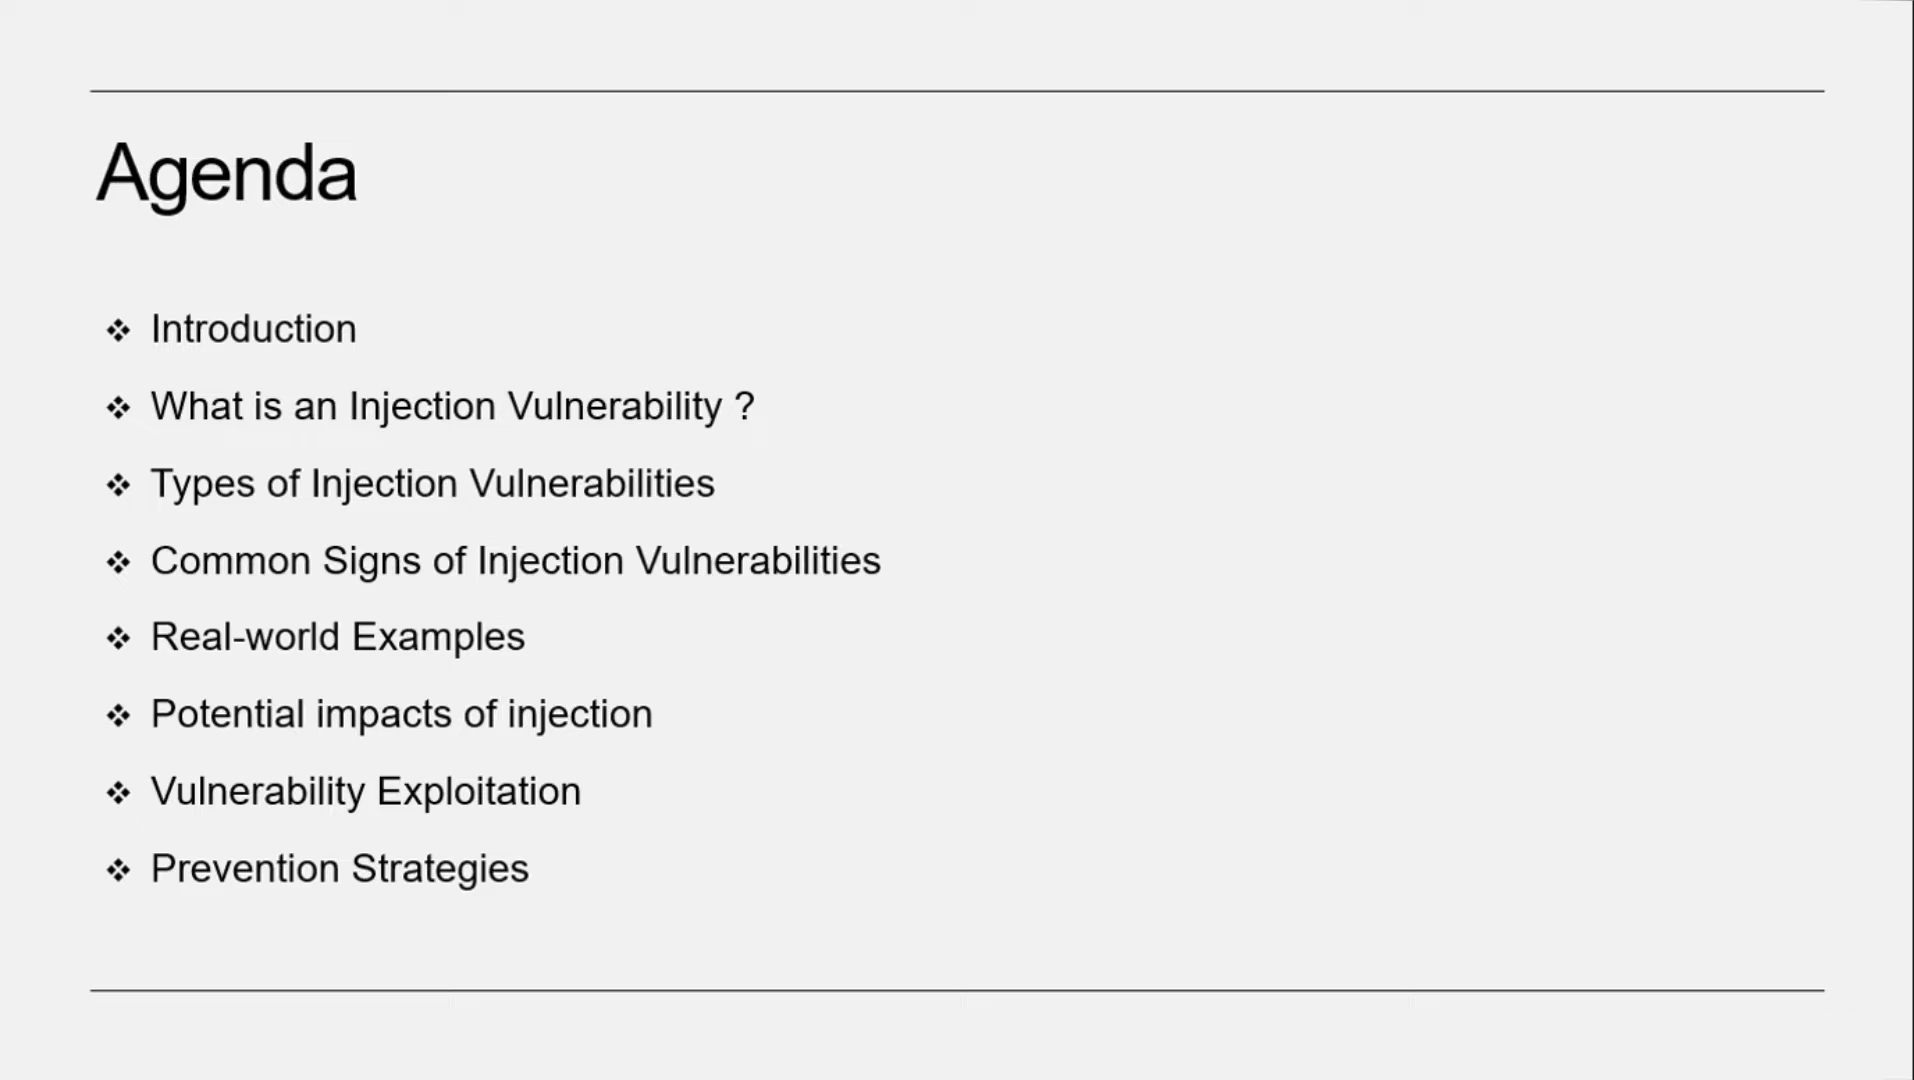 Agenda
❖ Introduction
❖ What is an Injection Vulnerability ?
❖ Types of Injection Vulnerabilities
❖ Common Signs of Injection Vulnerabilities
❖ Real-world Examples
❖ Potential impacts of injection
❖ Vulnerability Exploitation
❖ Prevention Strategies